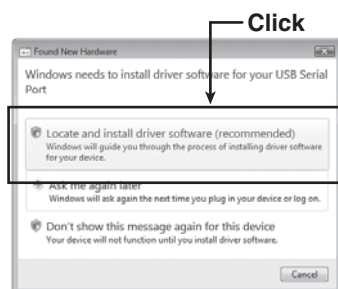 Click
Found New Hardware
Windows needs to install driver software for your USB Serial
Port
Locate and install driver software (recommended)
Windows will guide you through the process of installing driver software
for your device.
Ask me again later
Windows will ask again the next time you plug in your device or log on.
Don't show this message again for this device
Your device will not function until you install driver software.
Cancel